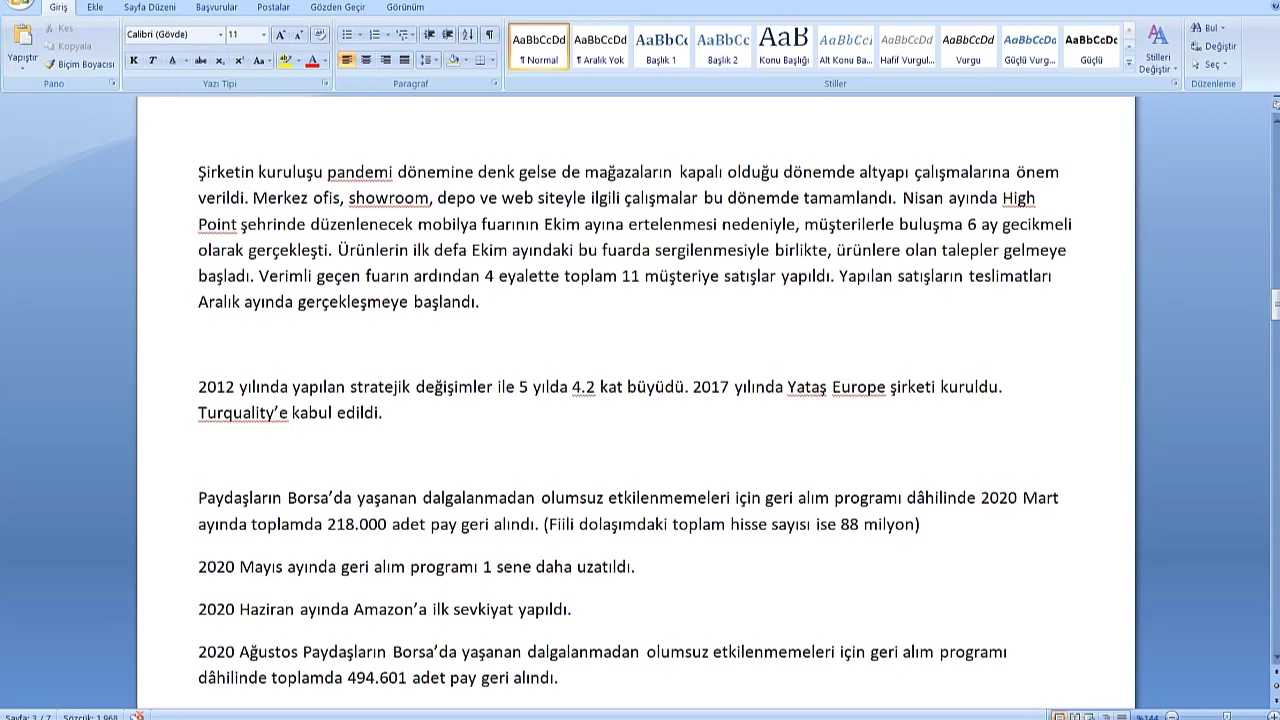 Giriş Ekle Sayfa Düzeni Başvurular Postalar Gözden Geçir Görünüm
Yapıştır
Kes
Kopyala
Biçim Boyacısı
Pano
Calibri (Gövde) 11
Yazı Tipi
Paragraf
AaBbCcDd AaBbCcDd AaBbCc AaBbCc AaB AaBbCcI AaBbCcDd AaBbCcDd AaBbCcDc AaBbCcDc
¶ Normal ¶ Aralık Yok Başlık 1 Başlık 2 Konu Başlığı Alt Konu Ba... Hafif Vurgul... Vurgu Güçlü Vurg... Güçlü
Stilleri Değiştir
Stiller
Bul
Değiştir
Seç
Düzenleme
Şirketin kuruluşu pandemi dönemine denk gelse de mağazaların kapalı olduğu dönemde altyapı çalışmalarına önem
verildi. Merkez ofis, showroom, depo ve web siteyle ilgili çalışmalar bu dönemde tamamlandı. Nisan ayında High
Point şehrinde düzenlenecek mobilya fuarının Ekim ayına ertelenmesi nedeniyle, müşterilerle buluşma 6 ay gecikmeli
olarak gerçekleşti. Ürünlerin ilk defa Ekim ayındaki bu fuarda sergilenmesiyle birlikte, ürünlere olan talepler gelmeye
başladı. Verimli geçen fuarın ardından 4 eyalette toplam 11 müşteriye satışlar yapıldı. Yapılan satışların teslimatları
Aralık ayında gerçekleşmeye başlandı.
2012 yılında yapılan stratejik değişimler ile 5 yılda 4.2 kat büyüdü. 2017 yılında Yataş Europe şirketi kuruldu.
Turquality’e kabul edildi.
Paydaşların Borsa’da yaşanan dalgalanmadan olumsuz etkilenmemeleri için geri alım programı dâhilinde 2020 Mart
ayında toplamda 218.000 adet pay geri alındı. (Fiili dolaşımdaki toplam hisse sayısı ise 88 milyon)
2020 Mayıs ayında geri alım programı 1 sene daha uzatıldı.
2020 Haziran ayında Amazon’a ilk sevkiyat yapıldı.
2020 Ağustos Paydaşların Borsa’da yaşanan dalgalanmadan olumsuz etkilenmemeleri için geri alım programı
dâhilinde toplamda 494.601 adet pay geri alındı.
Sayfa: 3 / 7 Sözcük: 1.968 %144